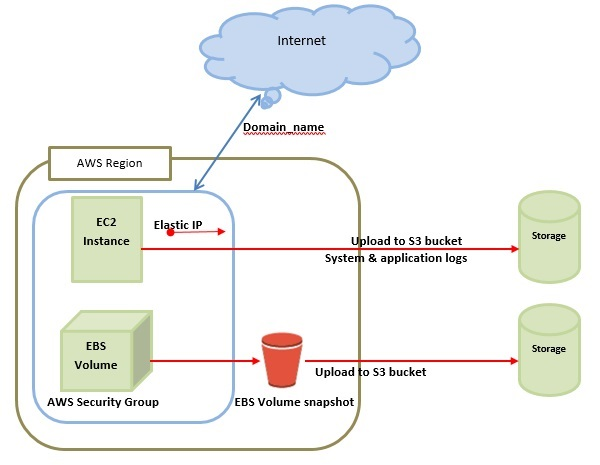 Internet
Domain_name
AWS Region
EC2
Instance
Elastic IP
Upload to S3 bucket
System & application logs
Storage
EBS
Volume
Upload to S3 bucket
Storage
AWS Security Group
EBS Volume snapshot